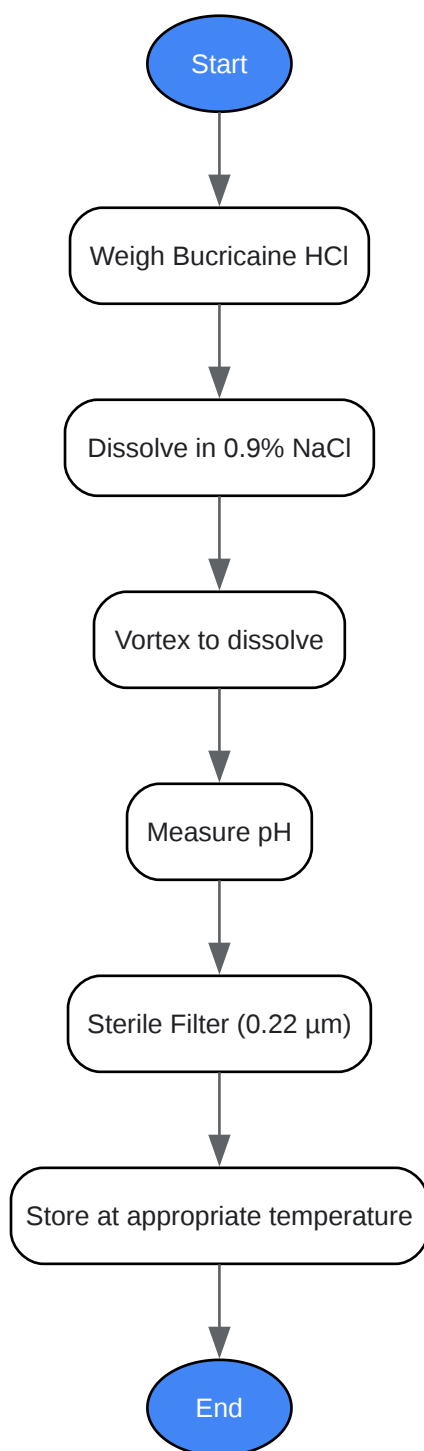 Start
Weigh Bucricaine HCl
Dissolve in 0.9% NaCl
Vortex to dissolve
Measure pH
Sterile Filter (0.22 µm)
Store at appropriate temperature
End